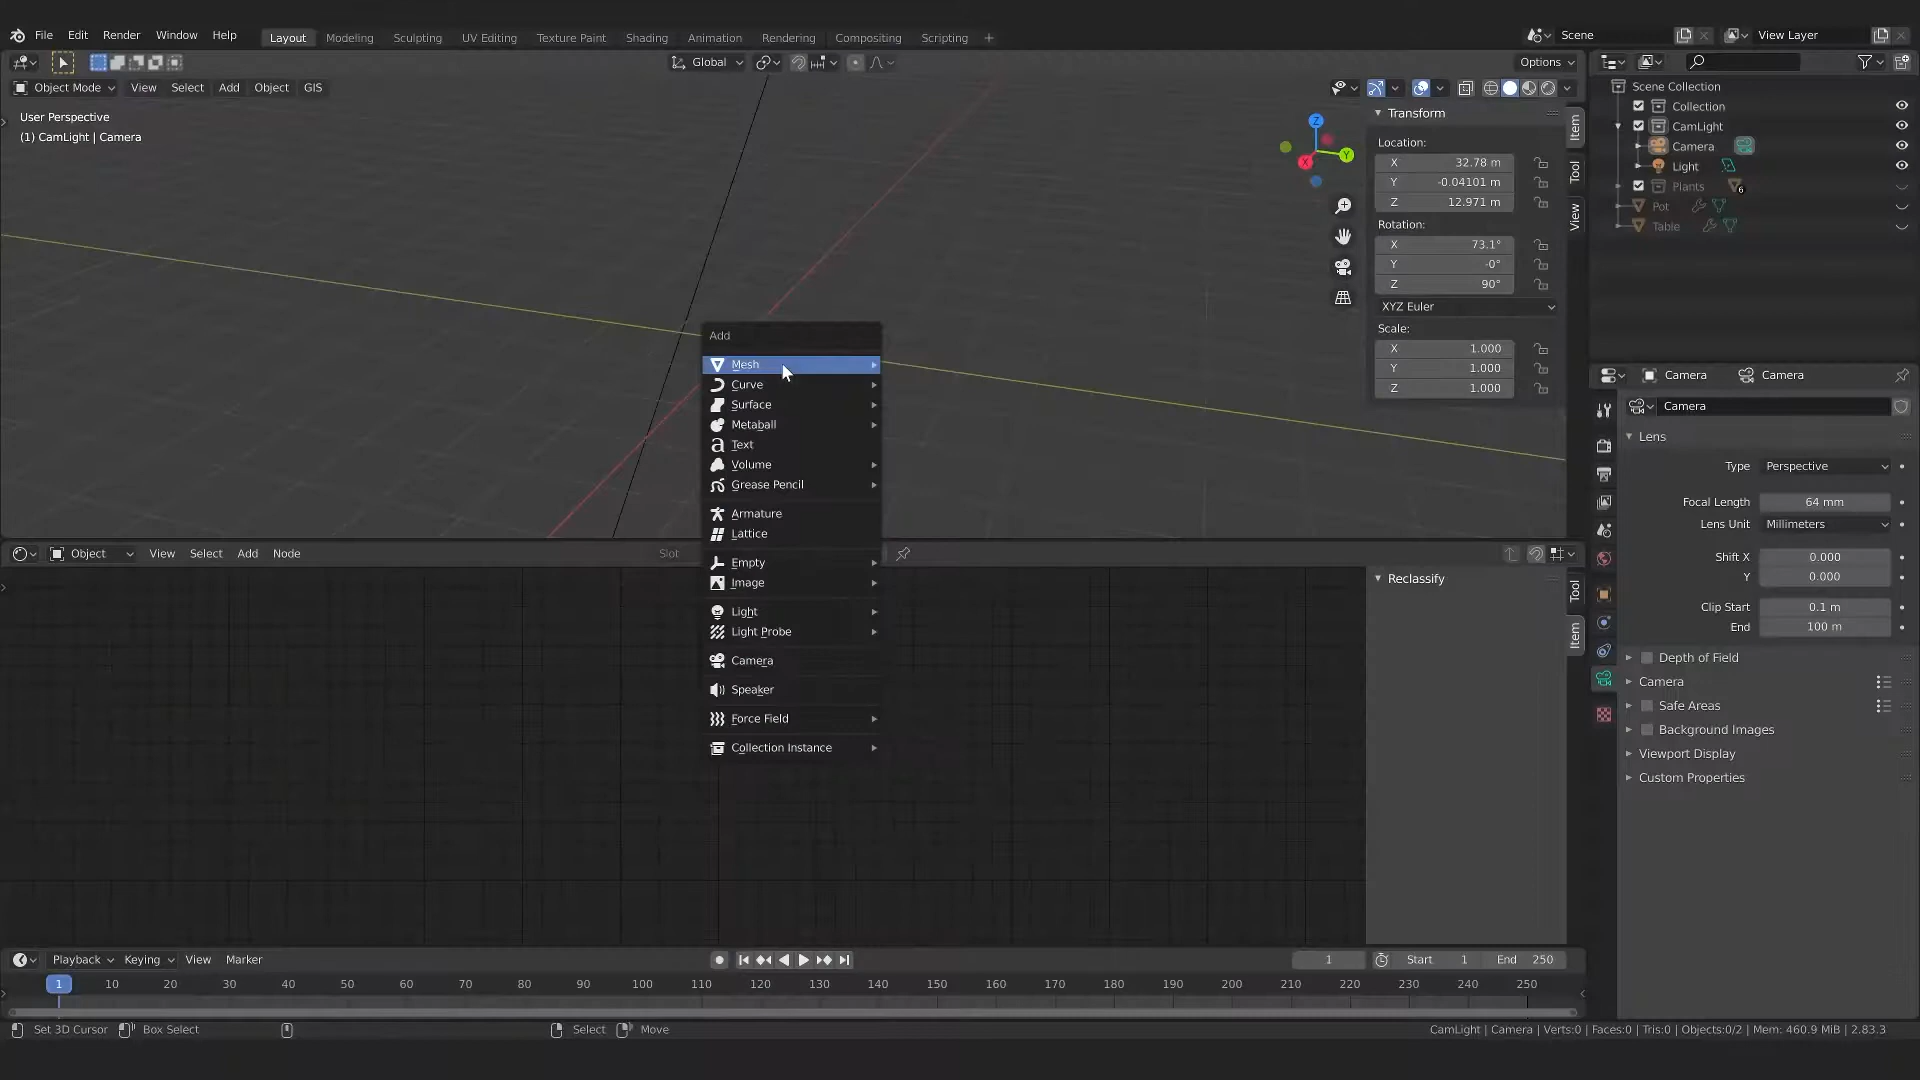 File Edit Render Window Help Layout Modeling Sculpting UV Editing Texture Paint Shading Animation Rendering Compositing Scripting + Scene View Layer
Global Options
Object Mode View Select Add Object GIS
User Perspective
(1) CamLight | Camera
Z
Y
X
Transform
Location:
X 32.78 m
Y -0.04101 m
Z 12.971 m
Rotation:
X 73.1°
Y -0°
Z 90°
XYZ Euler
Scale:
X 1.000
Y 1.000
Z 1.000
Item
Tool
View
Scene Collection
Collection
CamLight
Camera
Light
Plants 6
Pot
Table
Add
Mesh
Curve
Surface
Metaball
Text
Volume
Grease Pencil
Armature
Lattice
Empty
Image
Light
Light Probe
Camera
Speaker
Force Field
Collection Instance
Object View Select Add Node Slot
Reclassify
Tool
Item
Camera Camera
Camera
Lens
Type Perspective
Focal Length 64 mm
Lens Unit Millimeters
Shift X 0.000
Y 0.000
Clip Start 0.1 m
End 100 m
Depth of Field
Camera
Safe Areas
Background Images
Viewport Display
Custom Properties
Playback Keying View Marker 1 Start 1 End 250
1 10 20 30 40 50 60 70 80 90 100 110 120 130 140 150 160 170 180 190 200 210 220 230 240 250
Set 3D Cursor Box Select Select Move CamLight | Camera | Verts:0 | Faces:0 | Tris:0 | Objects:0/2 | Mem: 460.9 MiB | 2.83.3